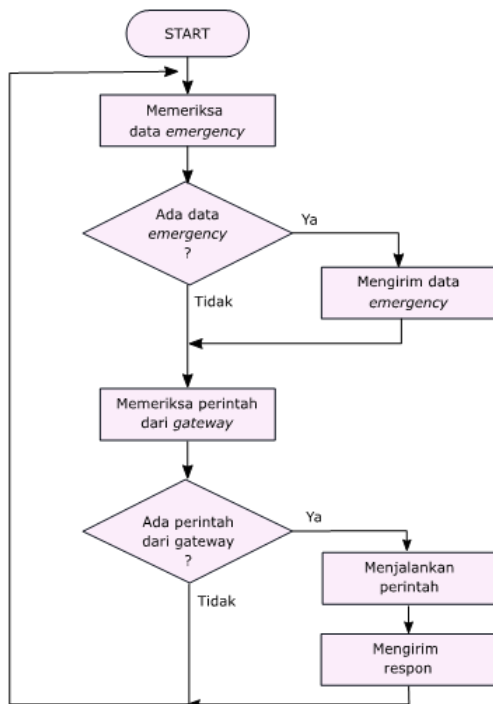 START
Memeriksa
data emergency
Ada data
emergency
?
Ya
Mengirim data
emergency
Tidak
Memeriksa perintah
dari gateway
Ada perintah
dari gateway
?
Ya
Menjalankan
perintah
Tidak
Mengirim
respon